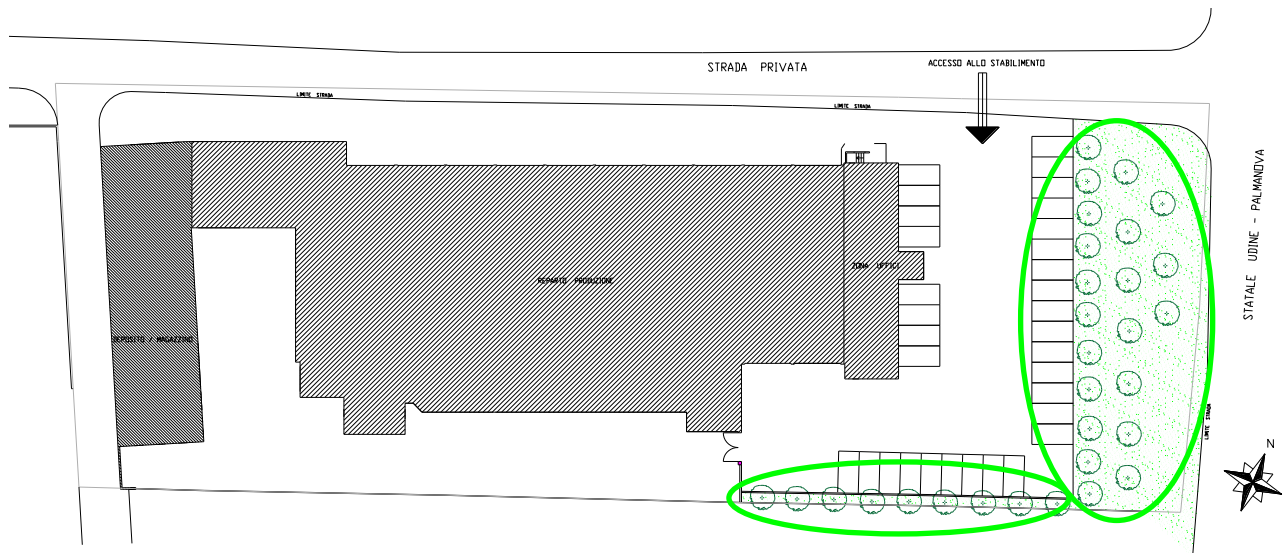 STRADA PRIVATA
ACCESSO ALLO STABILIMENTO
LIMITE STRADA
LIMITE STRADA
STATALE UDINE - PALMANOVA
ZONA UFFICI
REPARTO PRODUZIONE
DEPOSITO / MAGAZZINO
LIMITE STRADA
N